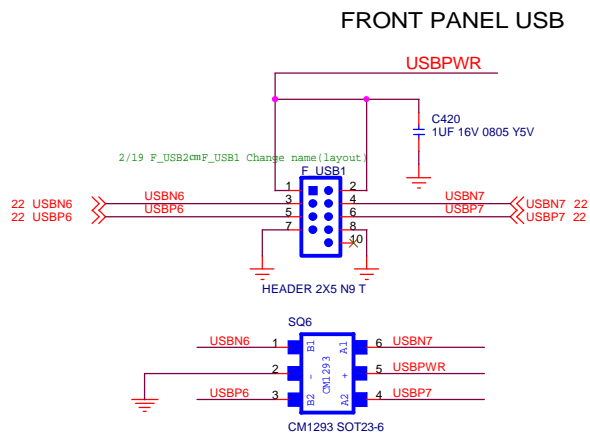 FRONT PANEL USB
USBPWR
C420
1UF 16V 0805 Y5V
2/19 F_USB2cmF_USB1 Change name(layout)
F_USB1
1 2
22 USBN6 USBN6 3 4 USBN7 USBN7 22
22 USBP6 USBP6 5 6 USBP7 USBP7 22
7 8
10
HEADER 2X5 N9 T
SQ6
USBN6 1 B1 A1 6 USBN7
2 - CM1293 + 5 USBPWR
USBP6 3 B2 A2 4 USBP7
CM1293 SOT23-6